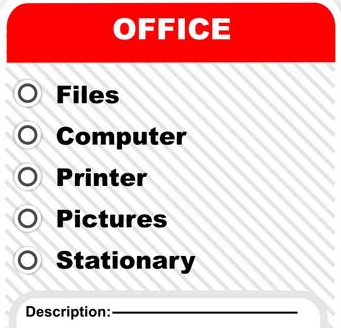 OFFICE
Files
Computer
Printer
Pictures
Stationary
Description: